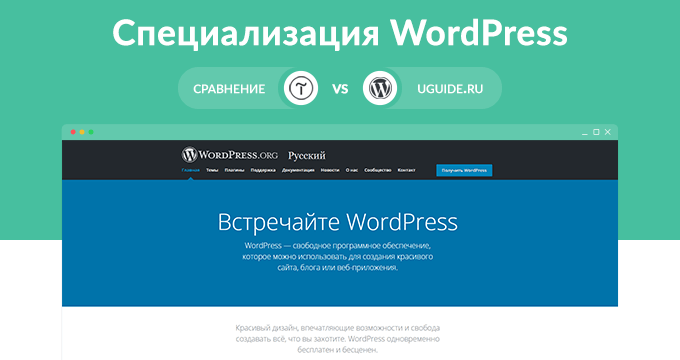 Специализация WordPress
СРАВНЕНИЕ VS UGUIDE.RU
WORDPRESS.ORG Русский
Главная Темы Плагины Поддержка Документация Новости О нас Сообщество Контакт Получить WordPress
Встречайте WordPress
WordPress — свободное программное обеспечение,
которое можно использовать для создания красивого
сайта, блога или веб-приложения.
Красивый дизайн, впечатляющие возможности и свобода
создавать всё, что вы захотите. WordPress одновременно
бесплатен и бесценен.